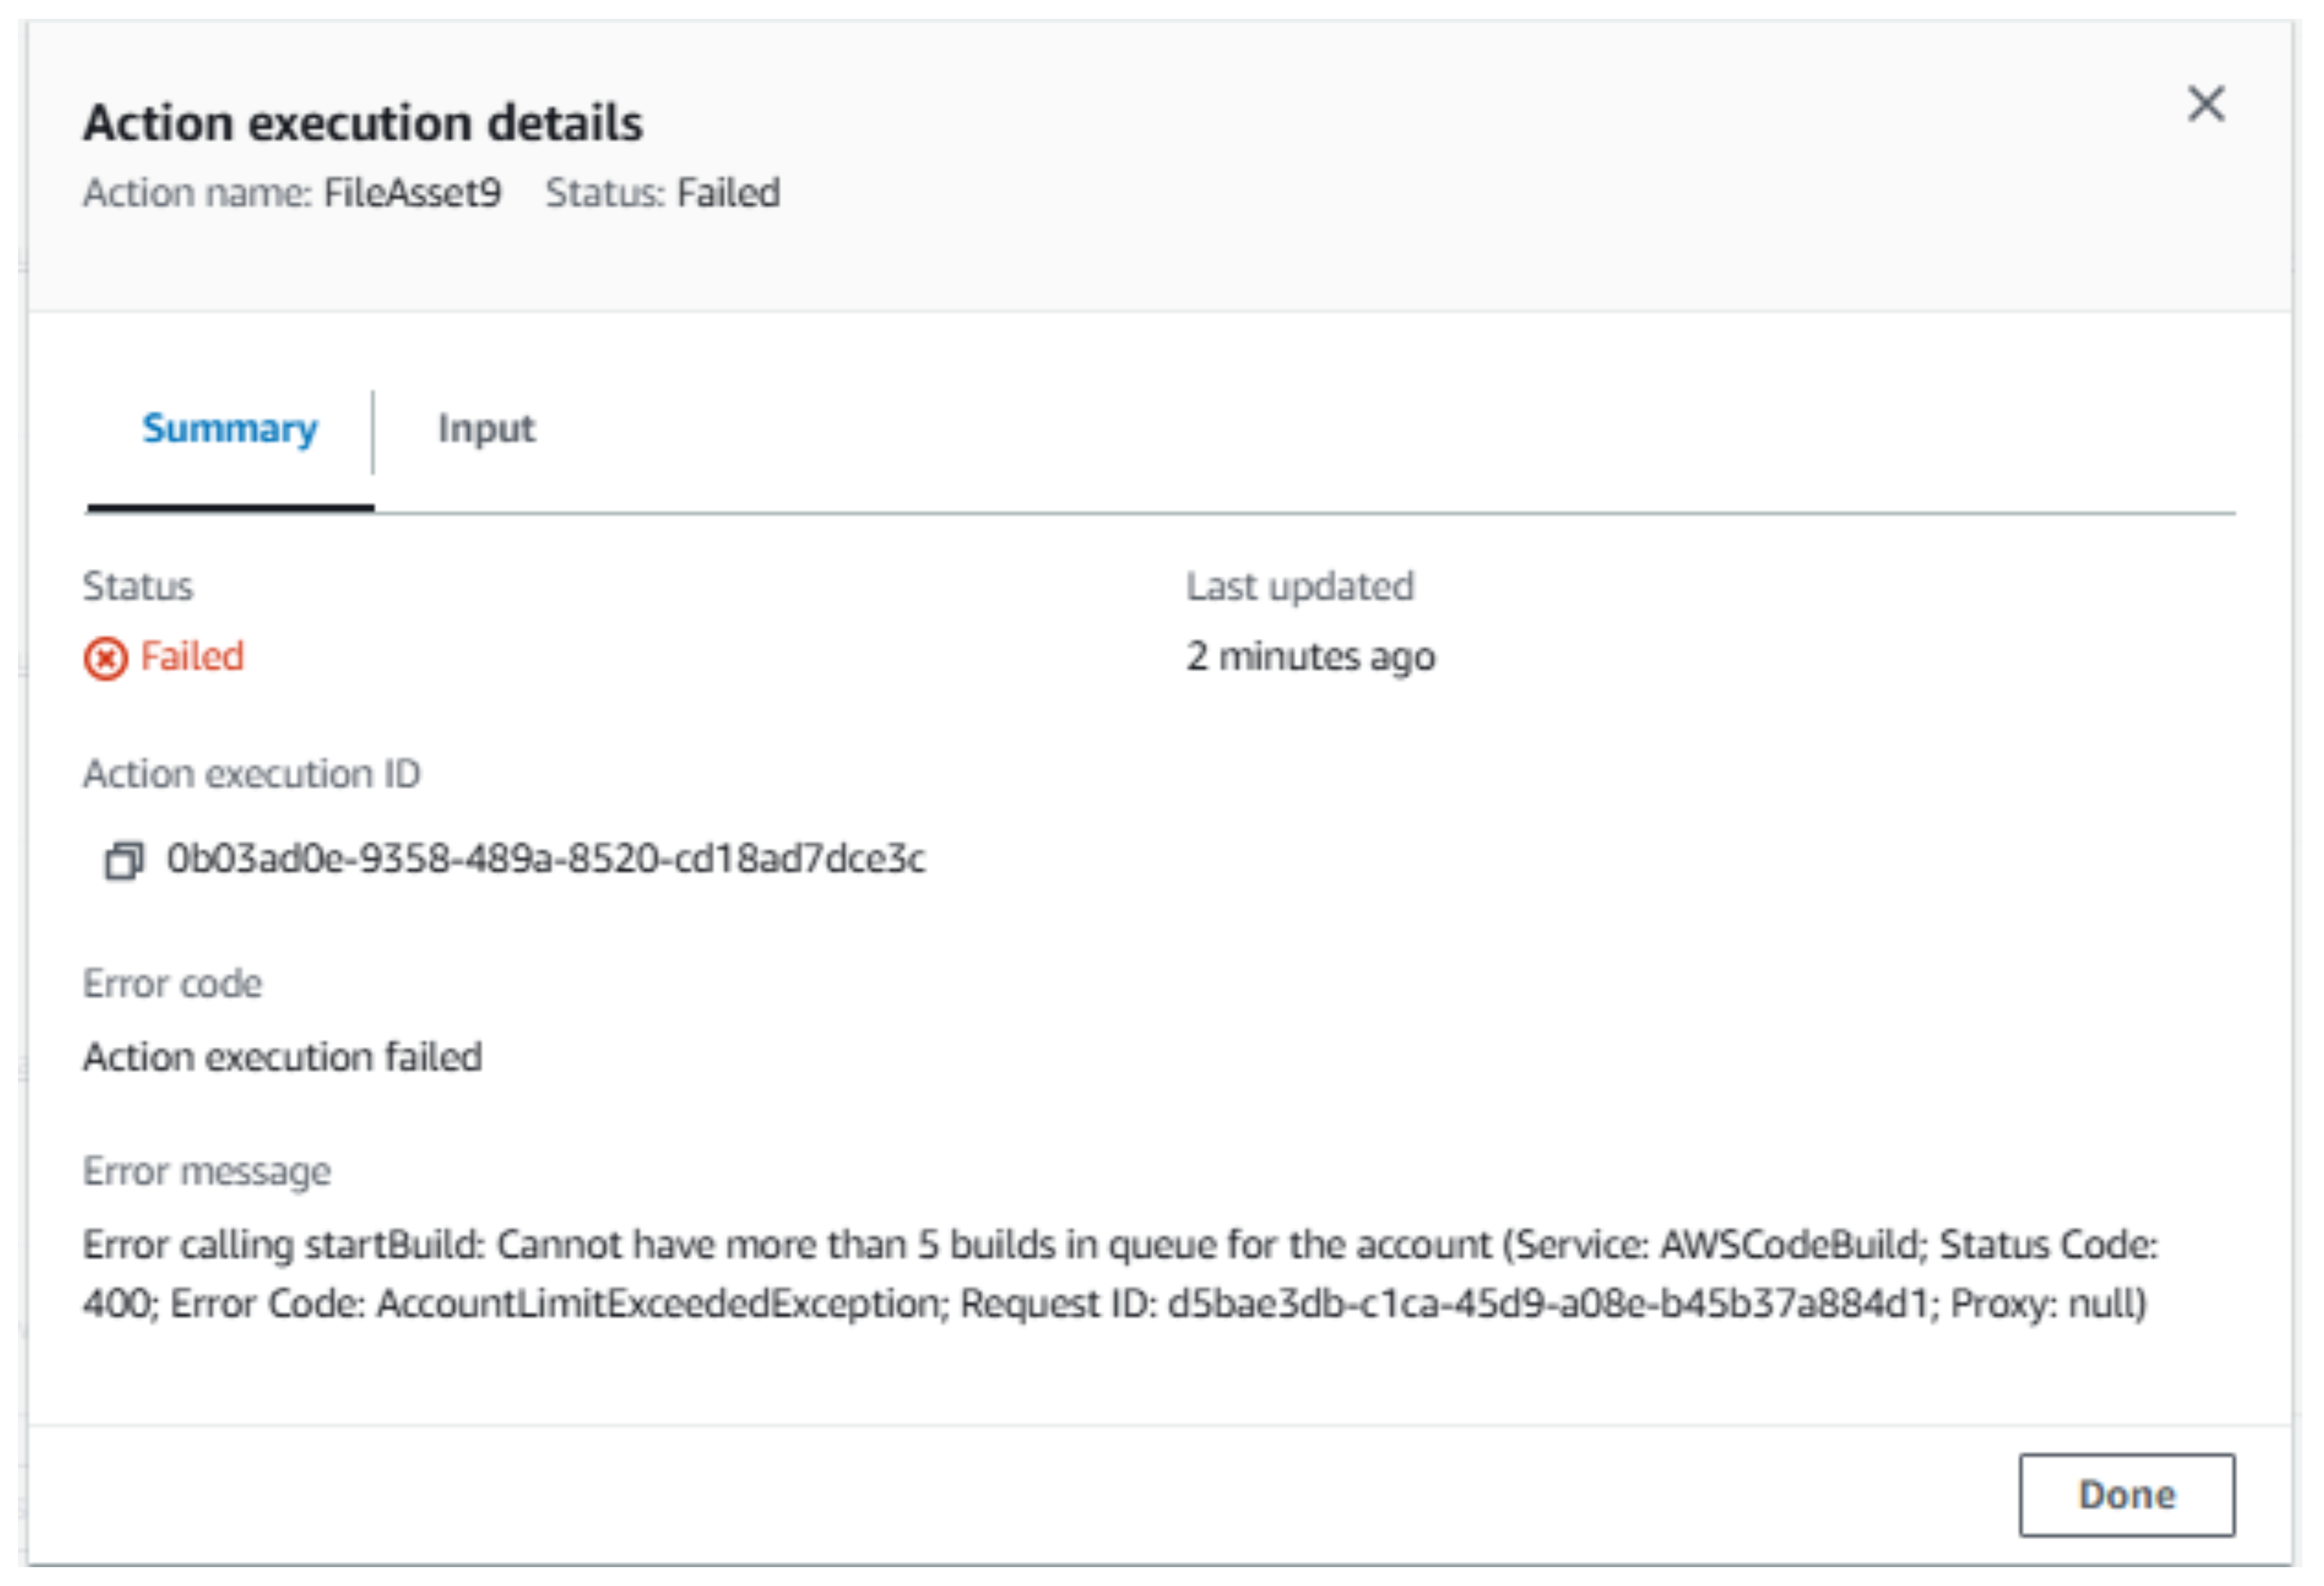 Action execution details
Action name: FileAsset9 Status: Failed
Summary Input
Status Last updated
Failed 2 minutes ago
Action execution ID
0b03ad0e-9358-489a-8520-cd18ad7dce3c
Error code
Action execution failed
Error message
Error calling startBuild: Cannot have more than 5 builds in queue for the account (Service: AWSCodeBuild; Status Code:
400; Error Code: AccountLimitExceededException; Request ID: d5bae3db-c1ca-45d9-a08e-b45b37a884d1; Proxy: null)
Done